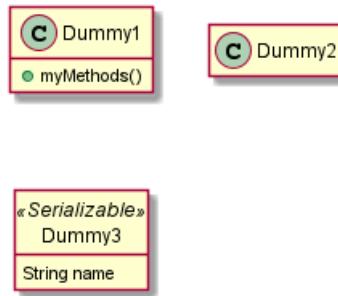 C Dummy1
myMethods()
C Dummy2
«Serializable»
Dummy3
String name